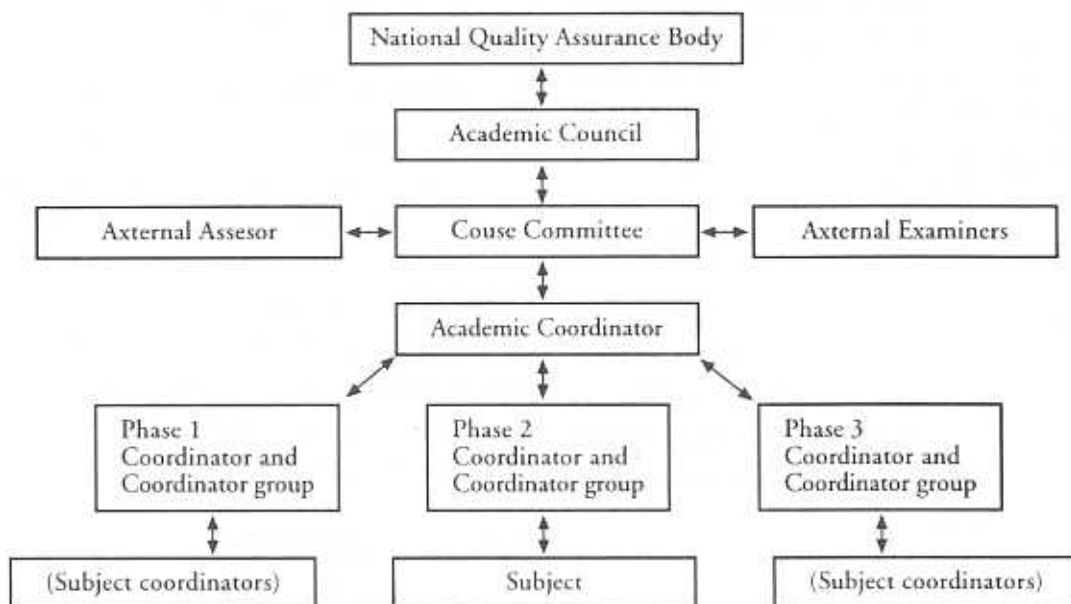 National Quality Assurance Body
Academic Council
Axternal Assesor
Couse Committee
Axternal Examiners
Academic Coordinator
Phase 1
Coordinator and
Coordinator group
Phase 2
Coordinator and
Coordinator group
Phase 3
Coordinator and
Coordinator group
(Subject coordinators)
Subject
(Subject coordinators)